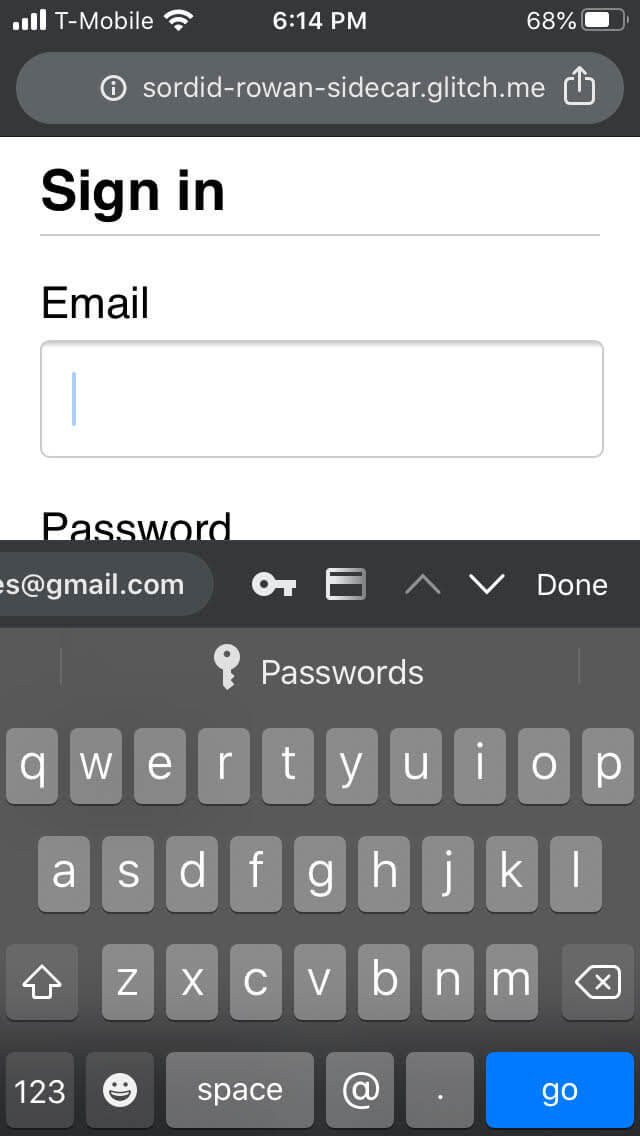 T-Mobile 6:14 PM 68%
sordid-rowan-sidecar.glitch.me
Sign in
Email
Password
es@gmail.com Done
Passwords
q w e r t y u i o p
a s d f g h j k l
z x c v b n m
123 space @ . go